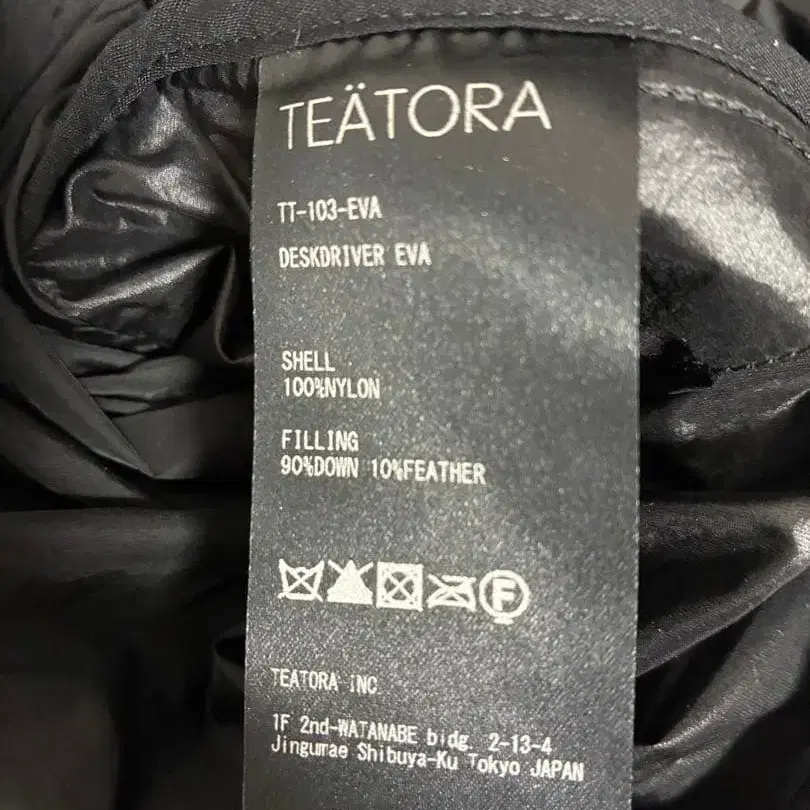 TEÄTORA
TT-103-EVA
DESKDRIVER EVA
SHELL
100%NYLON
FILLING
90%DOWN 10%FEATHER
F
TEATORA INC
1F 2nd-WATANABE bidg. 2-13-4
Jingumae Shibuya-Ku Tokyo JAPAN